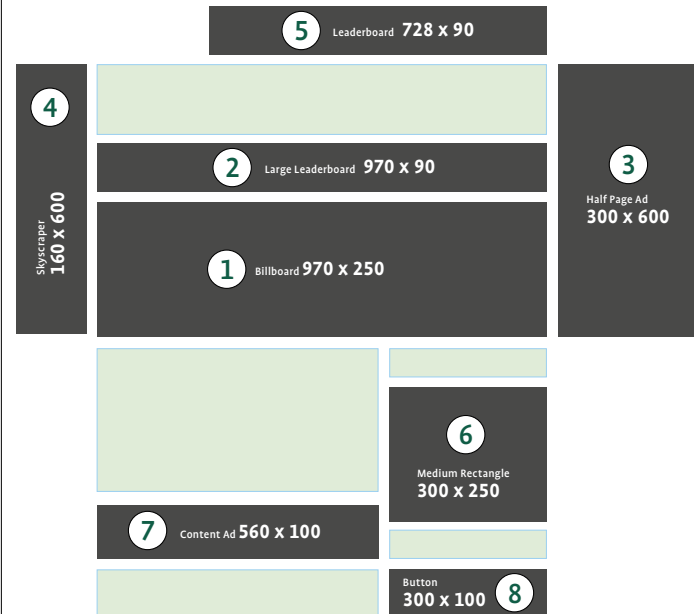 5 Leaderboard 728 x 90
4
Skyscraper
160 x 600
2 Large Leaderboard 970 x 90
3
Half Page Ad
300 x 600
1 Billboard 970 x 250
6
Medium Rectangle
300 x 250
7 Content Ad 560 x 100
Button
300 x 100 8